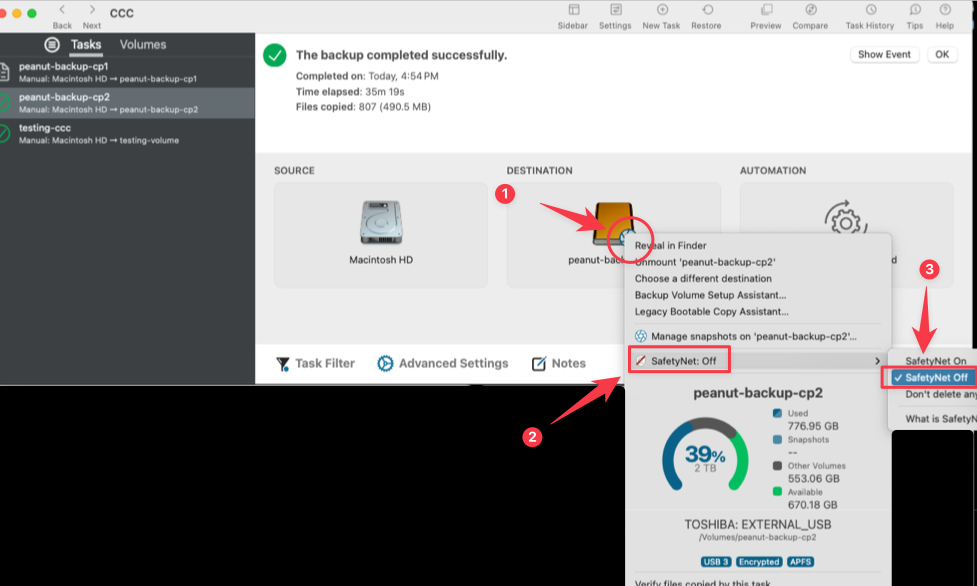 CCC
Back
Next
Sidebar
Settings
New Task
Restore
Preview
Compare
Task History
Tips
Help
Tasks
Volumes
peanut-backup-cp1
Manual: Macintosh HD → peanut-backup-cp1
peanut-backup-cp2
Manual: Macintosh HD → peanut-backup-cp2
testing-ccc
Manual: Macintosh HD → testing-volume
The backup completed successfully.
Show Event
OK
Completed on: Today, 4:54 PM
Time elapsed: 35m 19s
Files copied: 807 (490.5 MB)
SOURCE
DESTINATION
AUTOMATION
1
Macintosh HD
peanut-bac
d
Reveal in Finder
Unmount 'peanut-backup-cp2'
Choose a different destination
Backup Volume Setup Assistant...
Legacy Bootable Copy Assistant...
Manage snapshots on 'peanut-backup-cp2'...
SafetyNet: Off
3
SafetyNet On
SafetyNet Off
Don't delete any
What is SafetyN
Task Filter
Advanced Settings
Notes
2
peanut-backup-cp2
39%
2 TB
Used
776.95 GB
Snapshots
--
Other Volumes
553.06 GB
Available
670.18 GB
TOSHIBA: EXTERNAL_USB
/Volumes/peanut-backup-cp2
USB 3
Encrypted
APFS
Verify files copied by this task